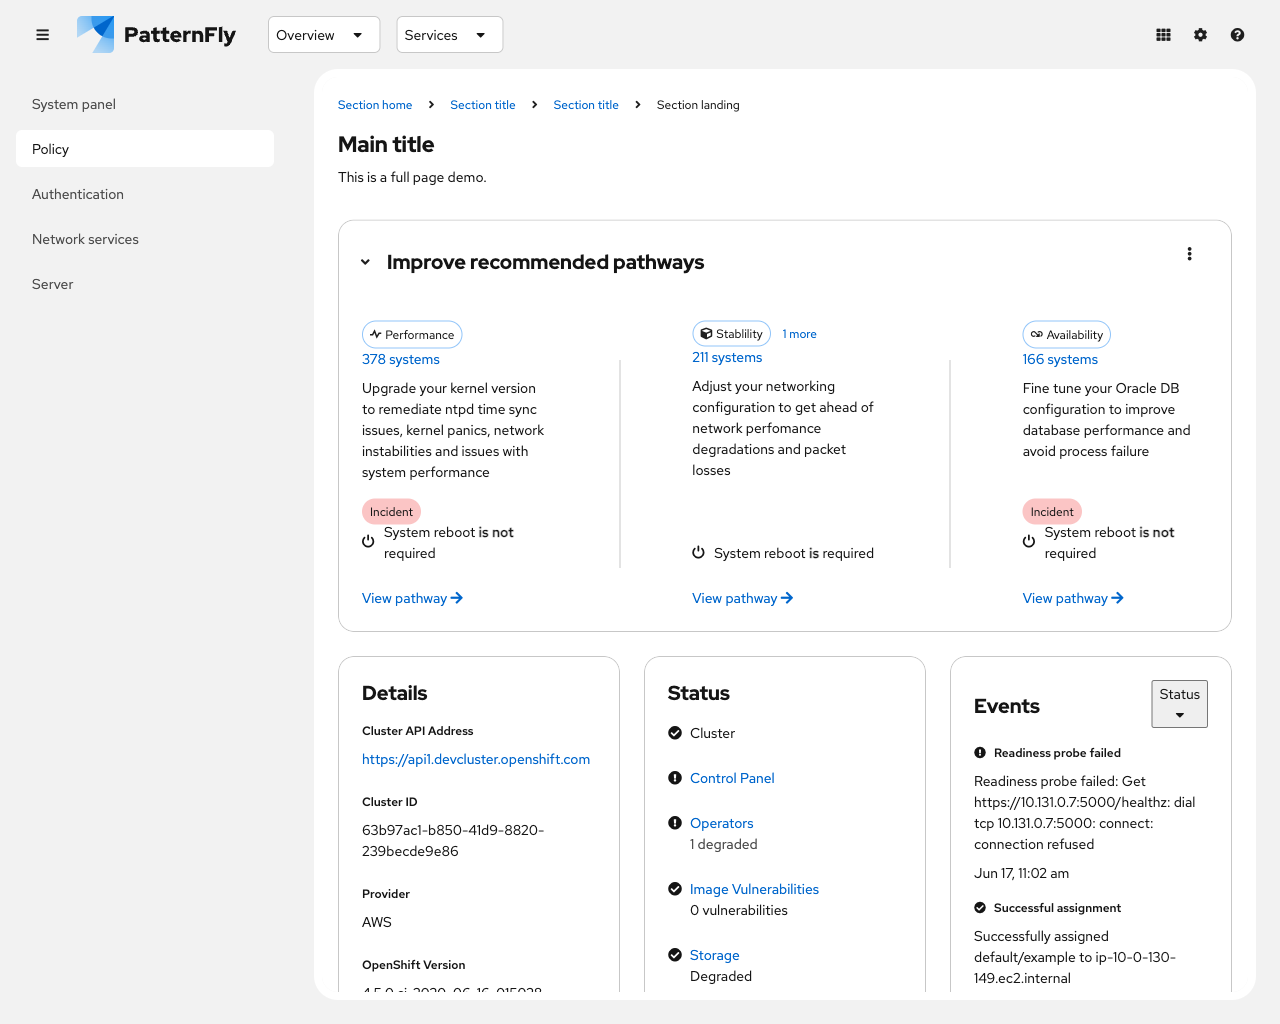 PatternFly
Overview
Services
System panel
Policy
Authentication
Network services
Server
Section home
Section title
Section title
Section landing
Main title
This is a full page demo.
Improve recommended pathways
Performance
378 systems
Upgrade your kernel version
to remediate ntpd time sync
issues, kernel panics, network
instabilities and issues with
system performance
Incident
System reboot is not
required
View pathway
Stablility
1 more
211 systems
Adjust your networking
configuration to get ahead of
network perfomance
degradations and packet
losses
System reboot is required
View pathway
Availability
166 systems
Fine tune your Oracle DB
configuration to improve
database performance and
avoid process failure
Incident
System reboot is not
required
View pathway
Details
Cluster API Address
https://api1.devcluster.openshift.com
Cluster ID
63b97ac1-b850-41d9-8820-
239becde9e86
Provider
AWS
OpenShift Version
Status
Cluster
Control Panel
Operators
1 degraded
Image Vulnerabilities
0 vulnerabilities
Storage
Degraded
Events
Status
Readiness probe failed
Readiness probe failed: Get
https://10.131.0.7:5000/healthz: dial
tcp 10.131.0.7:5000: connect:
connection refused
Jun 17, 11:02 am
Successful assignment
Successfully assigned
default/example to ip-10-0-130-
149.ec2.internal